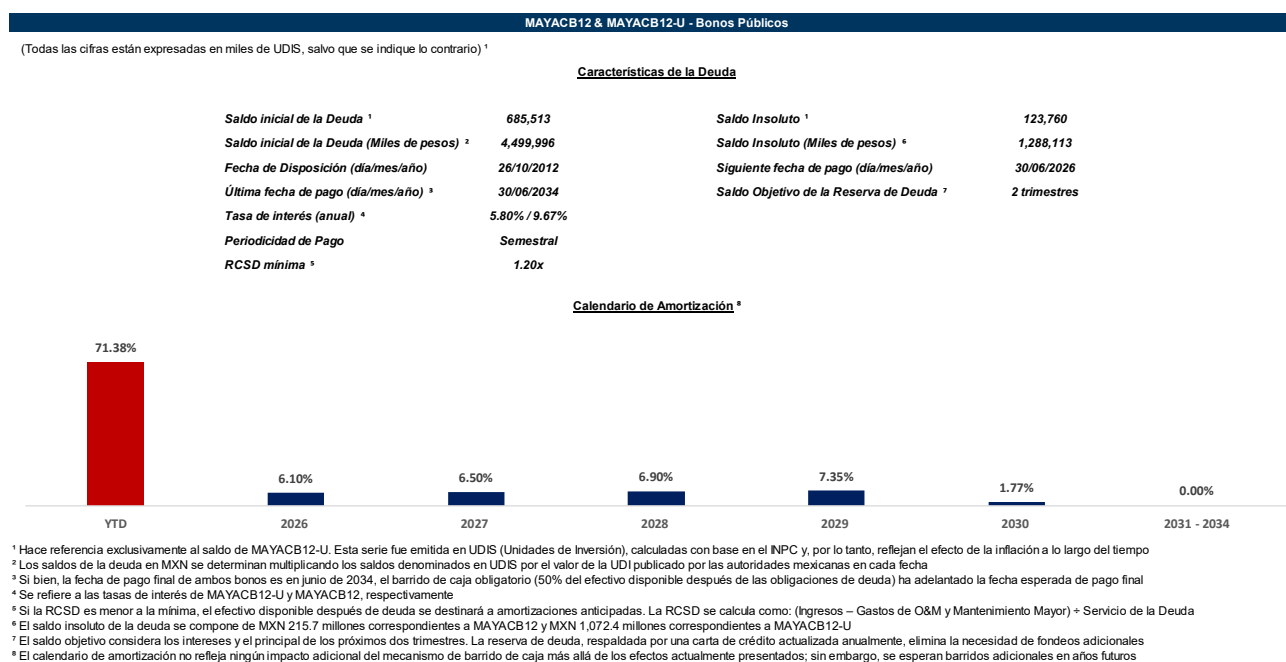 MAYACB12 & MAYACB12-U - Bonos Públicos
(Todas las cifras están expresadas en miles de UDIS, salvo que se indique lo contrario) ¹
Características de la Deuda
Saldo inicial de la Deuda ¹ 685,513 Saldo Insoluto ¹ 123,760
Saldo inicial de la Deuda (Miles de pesos) ² 4,499,996 Saldo Insoluto (Miles de pesos) ⁶ 1,288,113
Fecha de Disposición (día/mes/año) 26/10/2012 Siguiente fecha de pago (día/mes/año) 30/06/2026
Última fecha de pago (día/mes/año) ³ 30/06/2034 Saldo Objetivo de la Reserva de Deuda ⁷ 2 trimestres
Tasa de interés (anual) ⁴ 5.80% / 9.67%
Periodicidad de Pago Semestral
RCSD mínima ⁵ 1.20x
Calendario de Amortización ⁸
71.38% 6.10% 6.50% 6.90% 7.35% 1.77% 0.00%
YTD 2026 2027 2028 2029 2030 2031 - 2034
¹ Hace referencia exclusivamente al saldo de MAYACB12-U. Esta serie fue emitida en UDIS (Unidades de Inversión), calculadas con base en el INPC y, por lo tanto, reflejan el efecto de la inflación a lo largo del tiempo
² Los saldos de la deuda en MXN se determinan multiplicando los saldos denominados en UDIS por el valor de la UDI publicado por las autoridades mexicanas en cada fecha
³ Si bien, la fecha de pago final de ambos bonos es en junio de 2034, el barrido de caja obligatorio (50% del efectivo disponible después de las obligaciones de deuda) ha adelantado la fecha esperada de pago final
⁴ Se refiere a las tasas de interés de MAYACB12-U y MAYACB12, respectivamente
⁵ Si la RCSD es menor a la mínima, el efectivo disponible después de deuda se destinará a amortizaciones anticipadas. La RCSD se calcula como: (Ingresos – Gastos de O&M y Mantenimiento Mayor) ÷ Servicio de la Deuda
⁶ El saldo insoluto de la deuda se compone de MXN 215.7 millones correspondientes a MAYACB12 y MXN 1,072.4 millones correspondientes a MAYACB12-U
⁷ El saldo objetivo considera los intereses y el principal de los próximos dos trimestres. La reserva de deuda, respaldada por una carta de crédito actualizada anualmente, elimina la necesidad de fondeos adicionales
⁸ El calendario de amortización no refleja ningún impacto adicional del mecanismo de barrido de caja más allá de los efectos actualmente presentados; sin embargo, se esperan barridos adicionales en años futuros